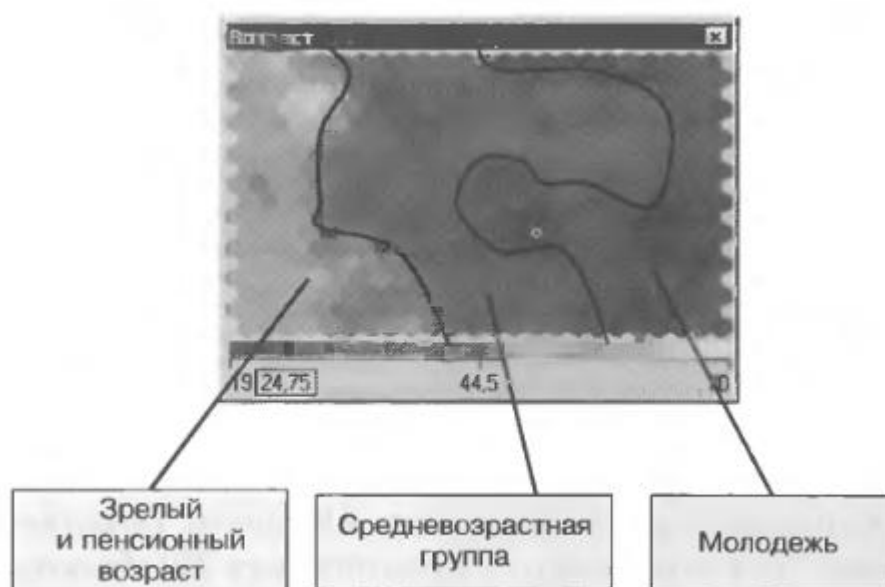 Возраст
19 24,75 44,5
Зрелый
и пенсионный
возраст
Средневозрастная
группа
Молодежь